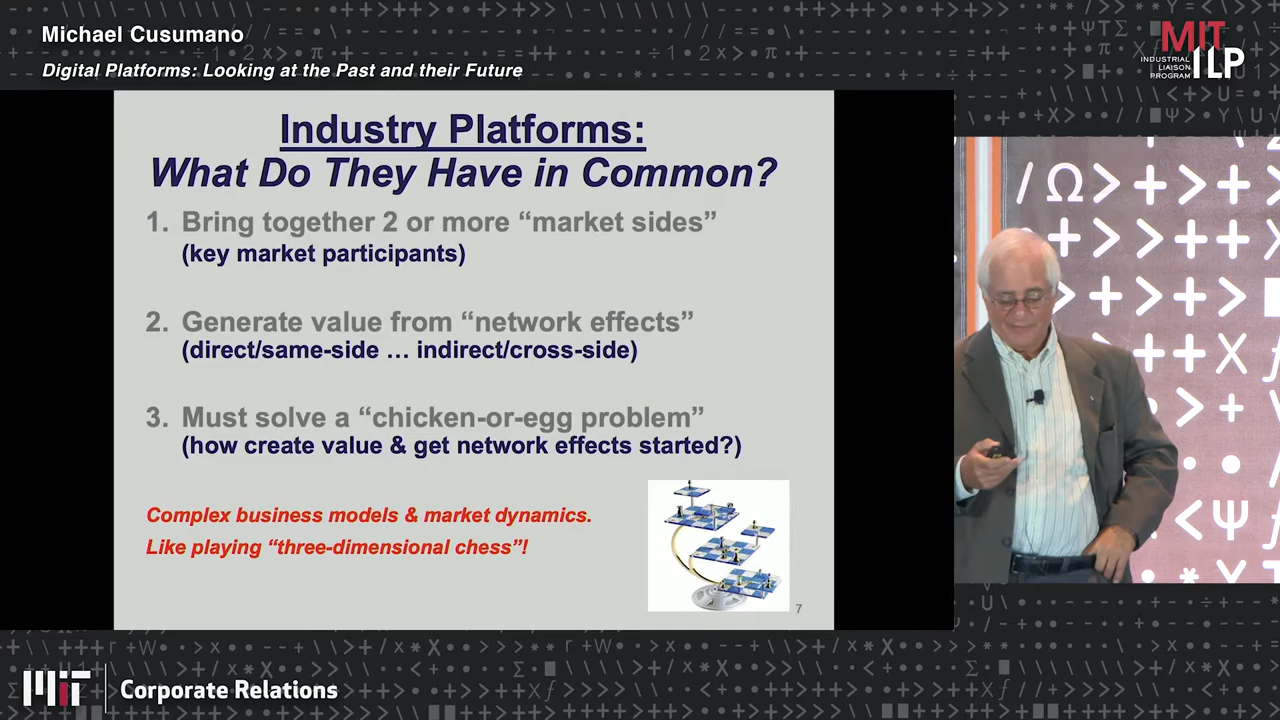 Michael Cusumano
Digital Platforms: Looking at the Past and their Future
MIT
INDUSTRIAL
LIAISON
PROGRAM
ILP
Industry Platforms:
What Do They Have in Common?
1. Bring together 2 or more “market sides”
(key market participants)
2. Generate value from “network effects”
(direct/same-side … indirect/cross-side)
3. Must solve a “chicken-or-egg problem”
(how create value & get network effects started?)
Complex business models & market dynamics.
Like playing “three-dimensional chess”!
7
MIT
Corporate Relations